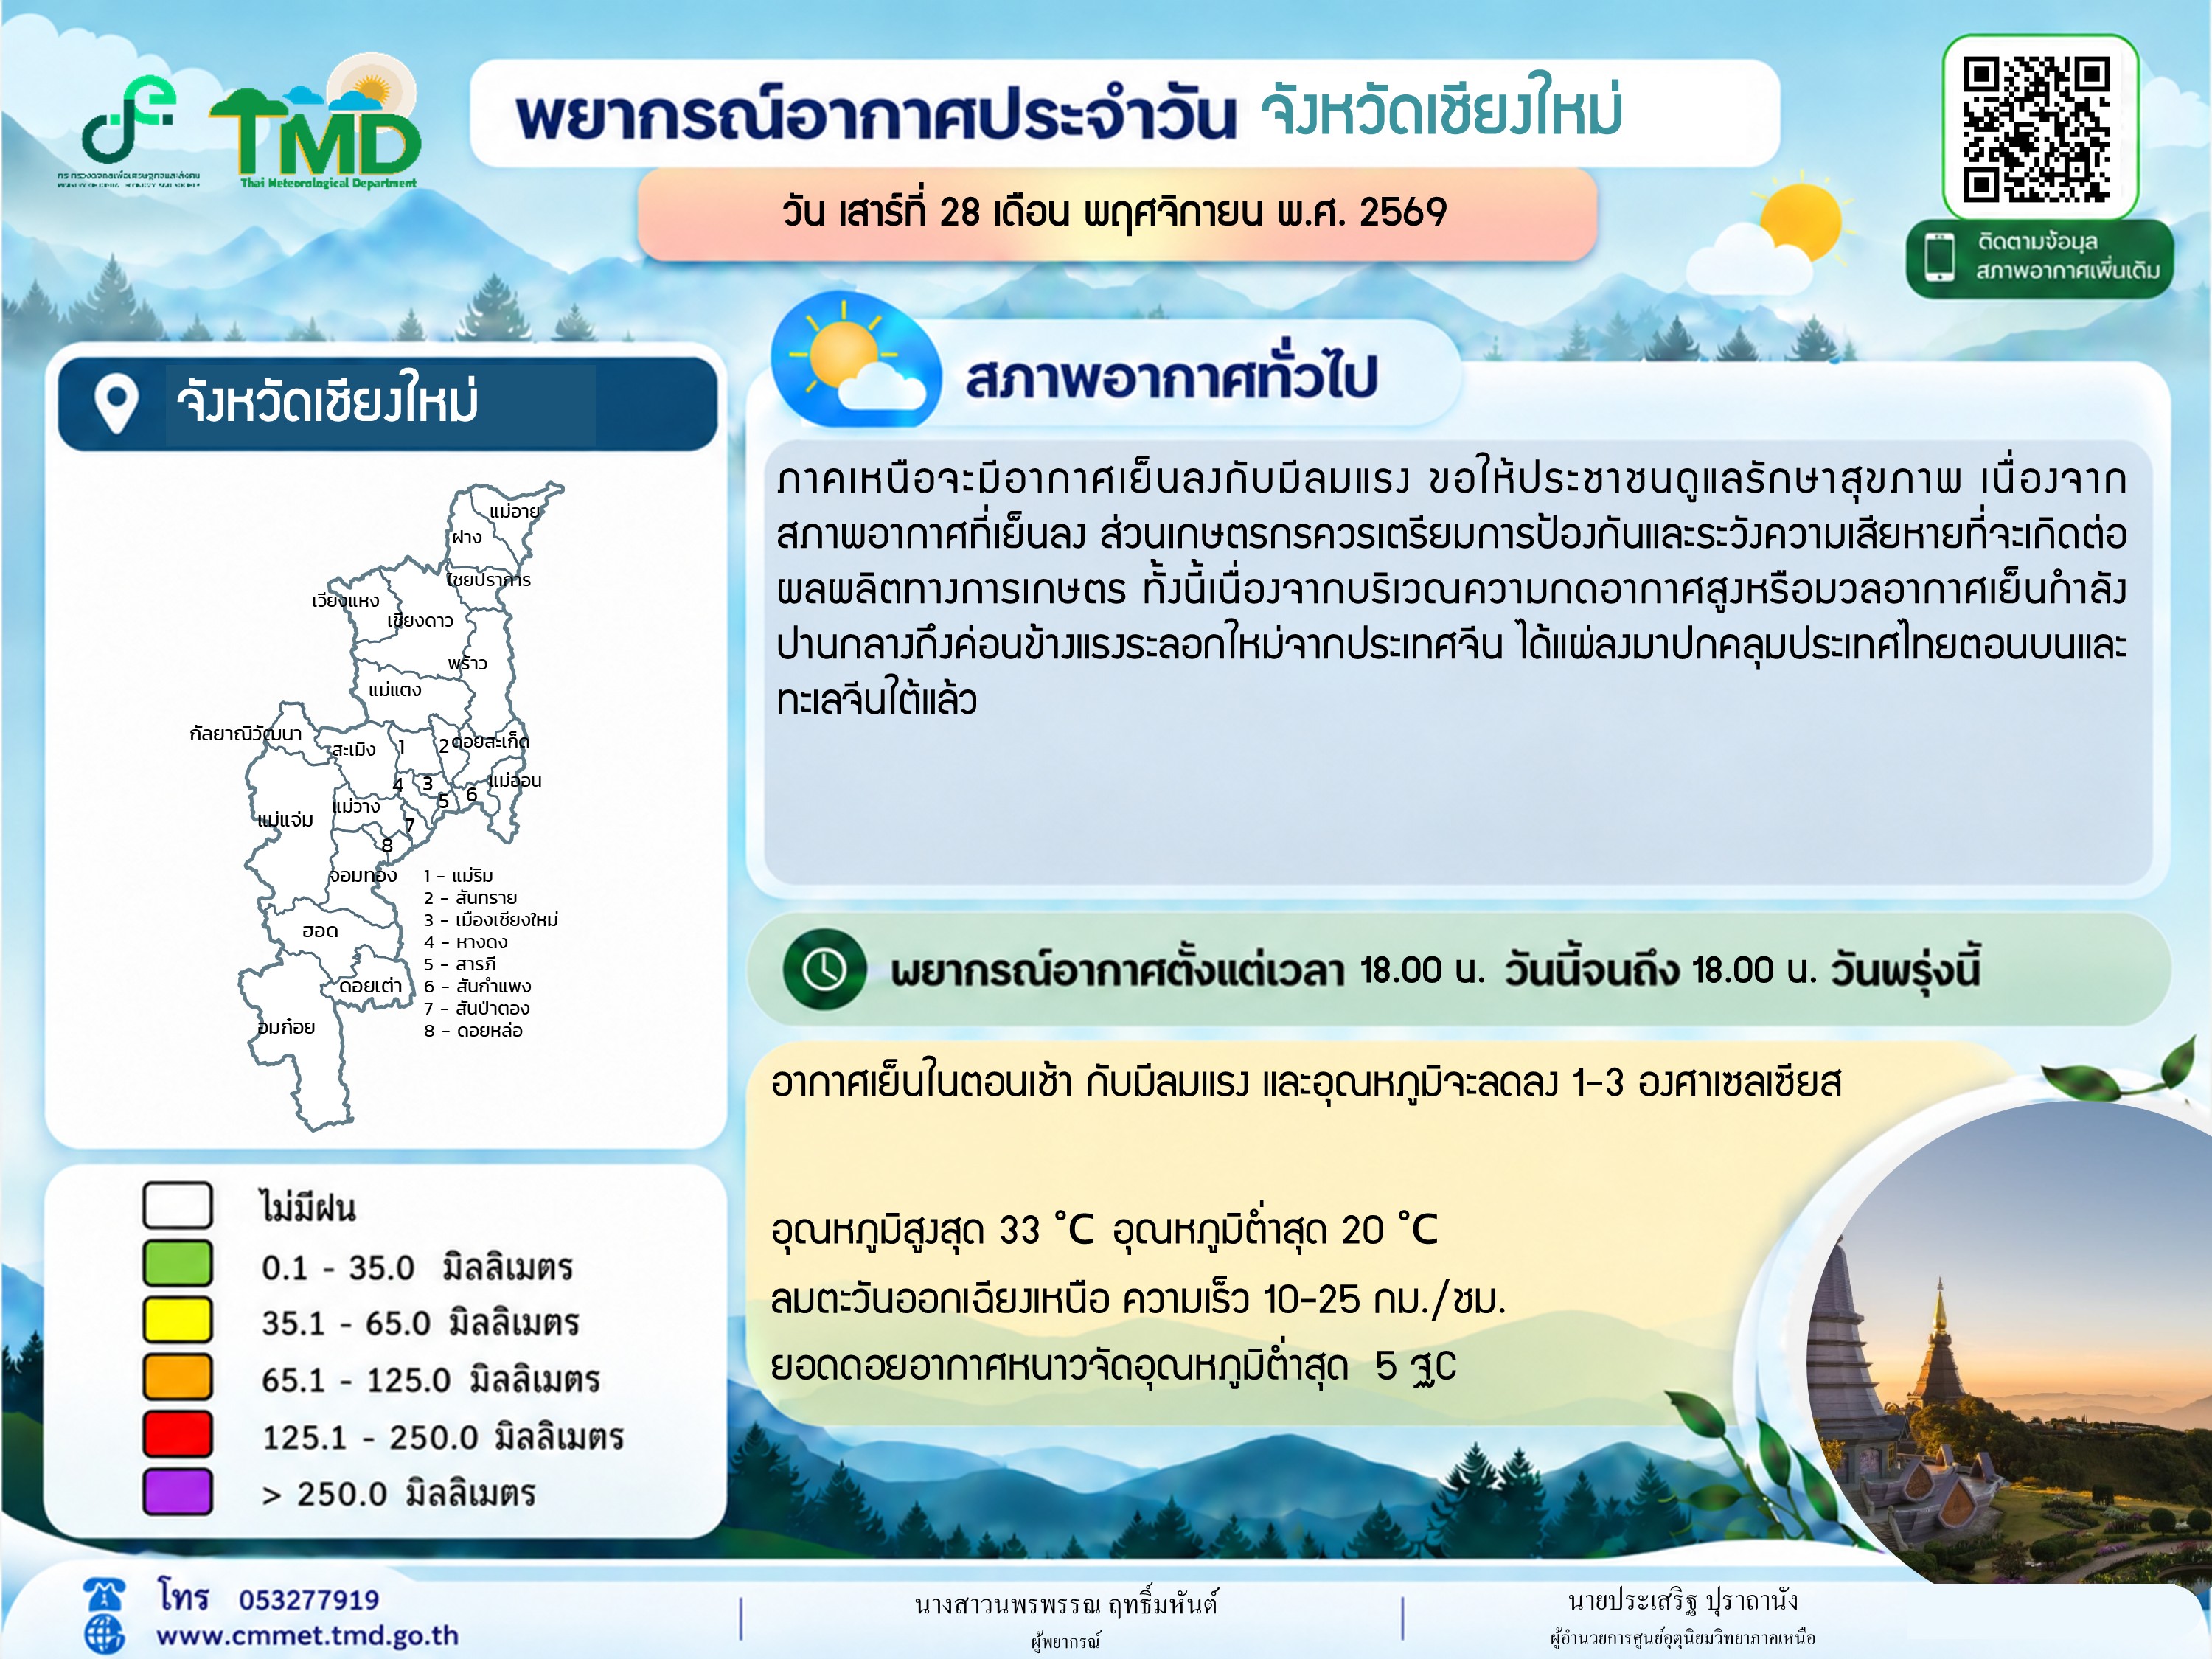 พยากรณ์อากาศประจำวัน จังหวัดเชียงใหม่
TMD
Thai Meteorological Department
วัน เสาร์ที่ 28 เดือน พฤศจิกายน พ.ศ. 2569
สภาพอากาศเพิ่นเดิม
จังหวัดเชียงใหม่
แม่อาย
ฝาง
ไชยปราการ
เวียงแหง
เชียงดาว
พร้าว
แม่แตง
กัลยาณิวัฒนา
สะเมิง
1
2
ดอยสะเก็ด
4
3
แม่ออน
5
6
แม่วาง
แม่แจ่ม
7
8
จอมทอง
ฮอด
ดอยเต่า
อมก๋อย
1 - แม่ริม
2 - สันทราย
3 - เมืองเชียงใหม่
4 - หางดง
5 - สารภี
6 - สันกำแพง
7 - สันป่าตอง
8 - ดอยหล่อ
ไม่มีฝน
0.1 - 35.0 มิลลิเมตร
35.1 - 65.0 มิลลิเมตร
65.1 - 125.0 มิลลิเมตร
125.1 - 250.0 มิลลิเมตร
> 250.0 มิลลิเมตร
สภาพอากาศทั่วไป
ภาคเหนือจะมีอากาศเย็นลงกับมีลมแรง ขอให้ประชาชนดูแลรักษาสุขภาพ เนื่องจาก
สภาพอากาศที่เย็นลง ส่วนเกษตรกรควรเตรียมการป้องกันและระวังความเสียหายที่จะเกิดต่อ
ผลผลิตทางการเกษตร ทั้งนี้เนื่องจากบริเวณความกดอากาศสูงหรือมวลอากาศเย็นกำลัง
ปานกลางถึงค่อนข้างแรงระลอกใหม่จากประเทศจีน ได้แผ่ลงมาปกคลุมประเทศไทยตอนบนและ
ทะเลจีนใต้แล้ว
พยากรณ์อากาศตั้งแต่เวลา 18.00 น. วันนี้จนถึง 18.00 น. วันพรุ่งนี้
อากาศเย็นในตอนเช้า กับมีลมแรง และอุณหภูมิจะลดลง 1-3 องศาเซลเซียส
อุณหภูมิสูงสุด 33 °C อุณหภูมิต่ำสุด 20 °C
ลมตะวันออกเฉียงเหนือ ความเร็ว 10-25 กม./ชม.
ยอดดอยอากาศหนาวจัดอุณหภูมิต่ำสุด 5 ฐC
โทร 053277919
www.cmmet.tmd.go.th
นางสาวนพรพรรณ ฤทธิ์มหันต์
ผู้พยากรณ์
นายประเสริฐ ปุราถานัง
ผู้อำนวยการศูนย์อุตุนิยมวิทยาภาคเหนือ